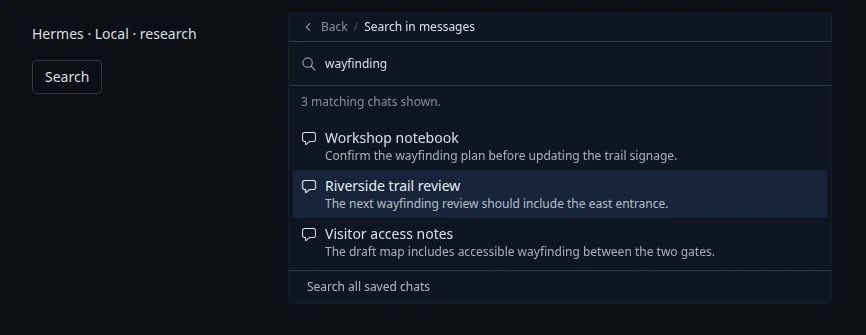 Hermes · Local · research
Search
Back / Search in messages
wayfinding
3 matching chats shown.
Workshop notebook
Confirm the wayfinding plan before updating the trail signage.
Riverside trail review
The next wayfinding review should include the east entrance.
Visitor access notes
The draft map includes accessible wayfinding between the two gates.
Search all saved chats